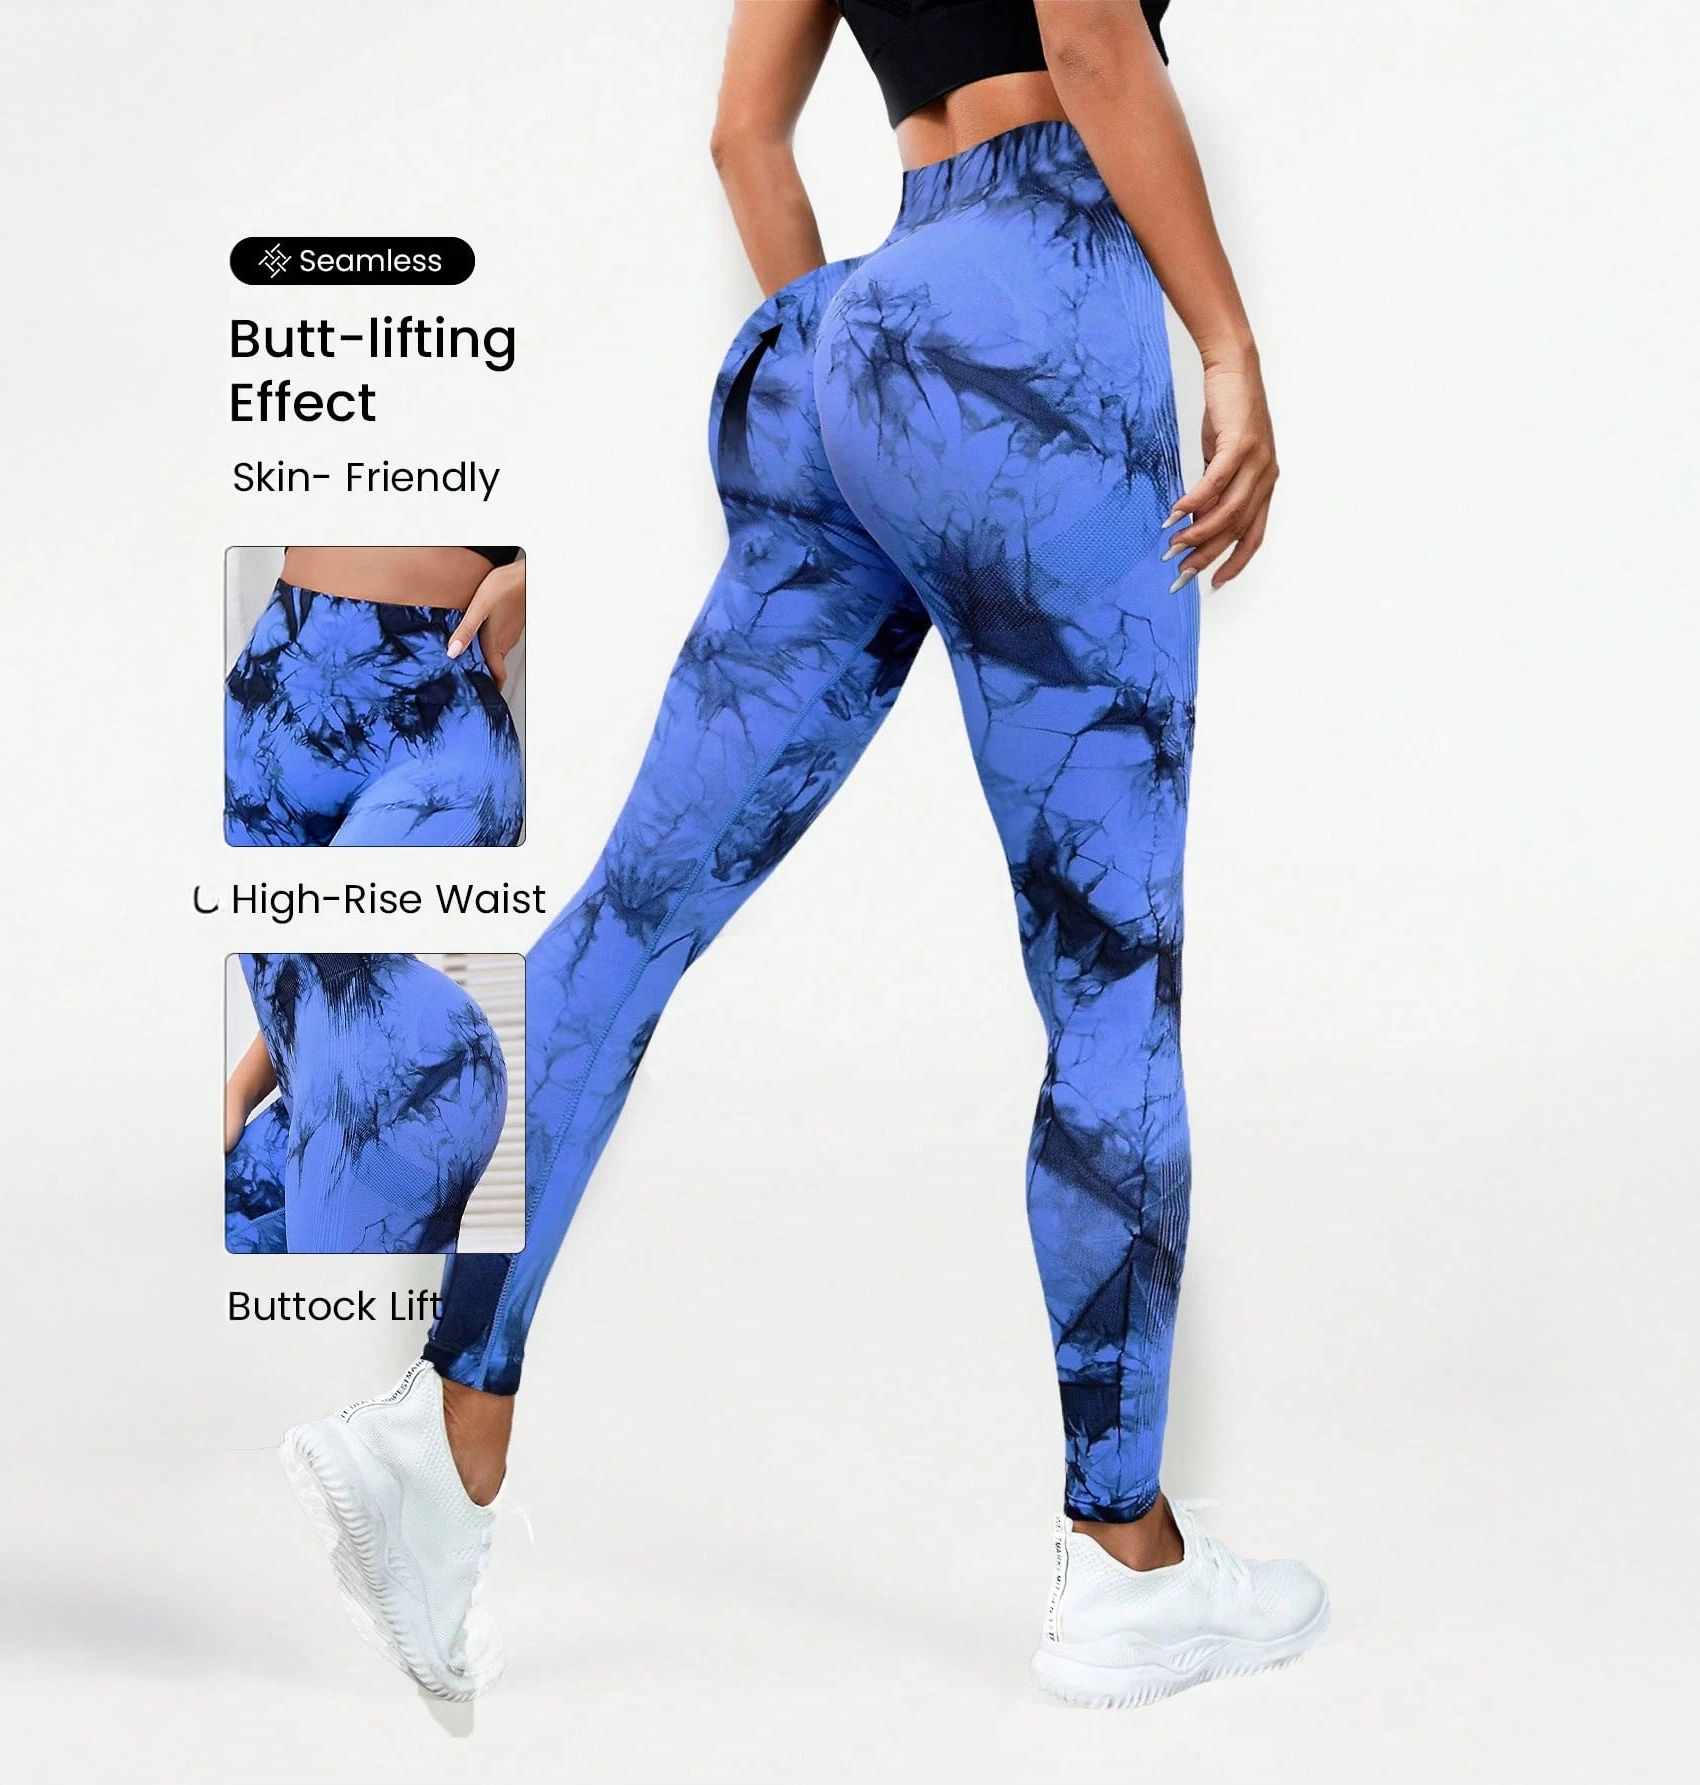 Seamless
Butt-lifting
Effect
Skin- Friendly
High-Rise Waist
Buttock Lift